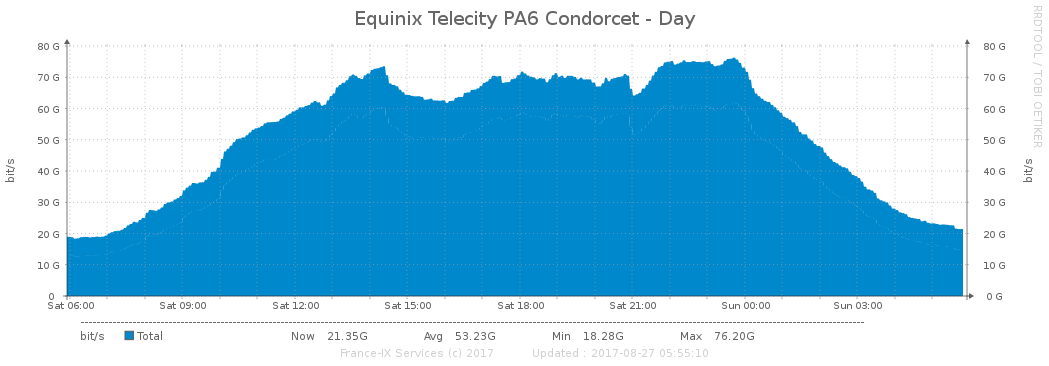 Equinix Telecity PA6 Condorcet - Day
RRDTOOL / TOBI OETIKER
bit/s
bit/s
80 G 80 G
70 G 70 G
60 G 60 G
50 G 50 G
40 G 40 G
30 G 30 G
20 G 20 G
10 G 10 G
0 0 G
Sat 06:00 Sat 09:00 Sat 12:00 Sat 15:00 Sat 18:00 Sat 21:00 Sun 00:00 Sun 03:00
bit/s Total Now 21.35G Avg 53.23G Min 18.28G Max 76.20G
France-IX Services (c) 2017 Updated : 2017-08-27 05:55:10